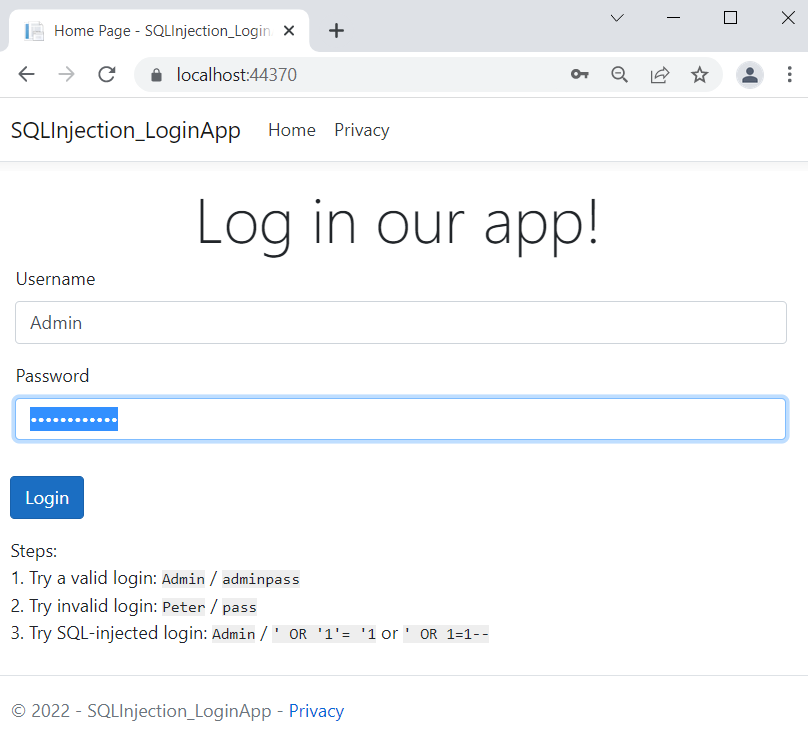 Home Page - SQLInjection_Login
localhost:44370
SQLInjection_LoginApp Home Privacy
Log in our app!
Username
Admin
Password
••••••••••••
Login
Steps:
1. Try a valid login: Admin / adminpass
2. Try invalid login: Peter / pass
3. Try SQL-injected login: Admin / ' OR '1'= '1 or ' OR 1=1--
© 2022 - SQLInjection_LoginApp - Privacy